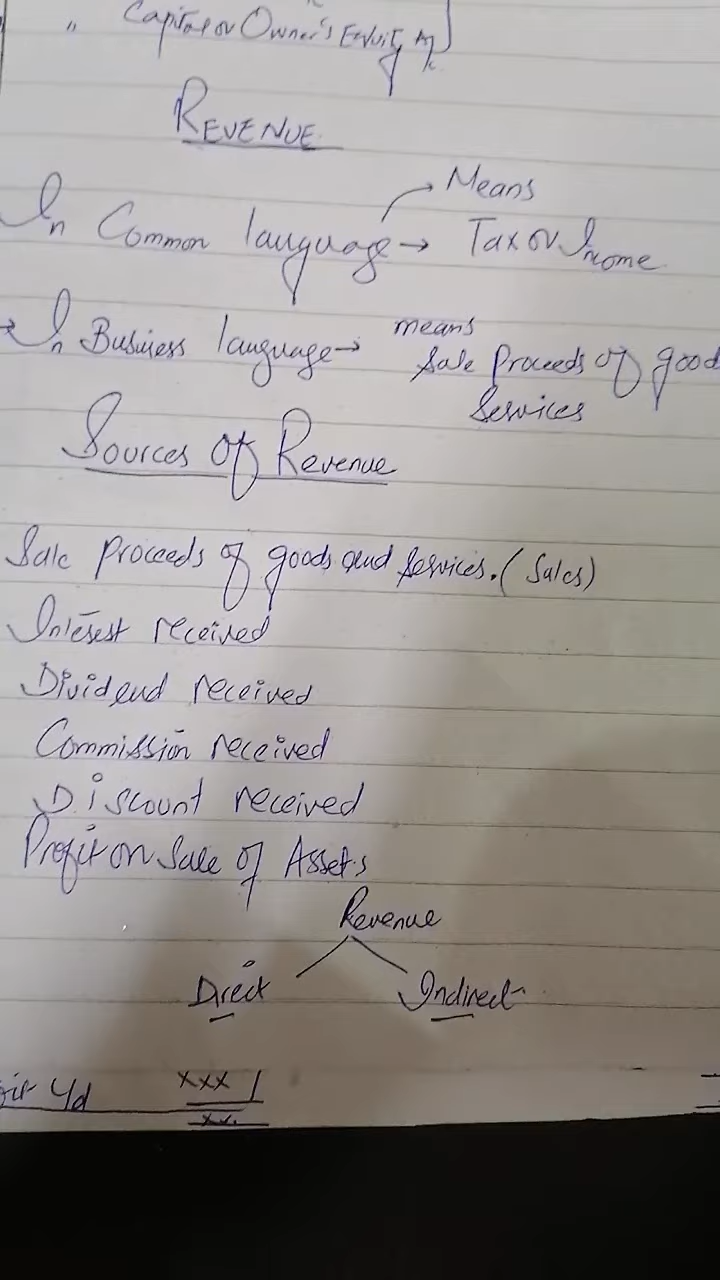 " Capital or Owner's Equity
REVENUE
Means
In Common language → Tax or Income
→ In Business language → means
Sale Proceeds of good
Services
Sources of Revenue
Sale Proceeds of goods and Services. (Sales)
Interest received
Dividend received
Commission received
Discount received
Profit on Sale of Assets
Revenue
Direct Indirect
xxx